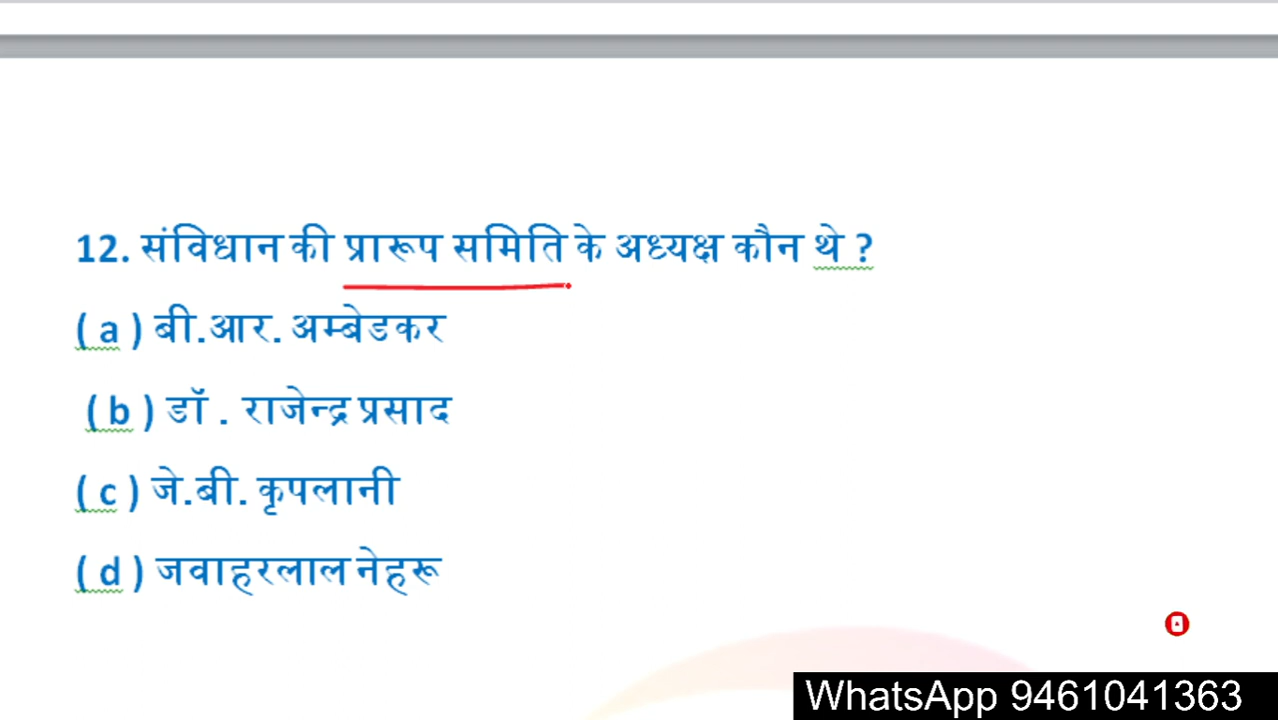 12. संविधान की प्रारूप समिति के अध्यक्ष कौन थे ?
( a ) बी.आर. अम्बेडकर
( b ) डॉ . राजेन्द्र प्रसाद
( c ) जे.बी. कृपलानी
( d ) जवाहरलाल नेहरू
WhatsApp 9461041363